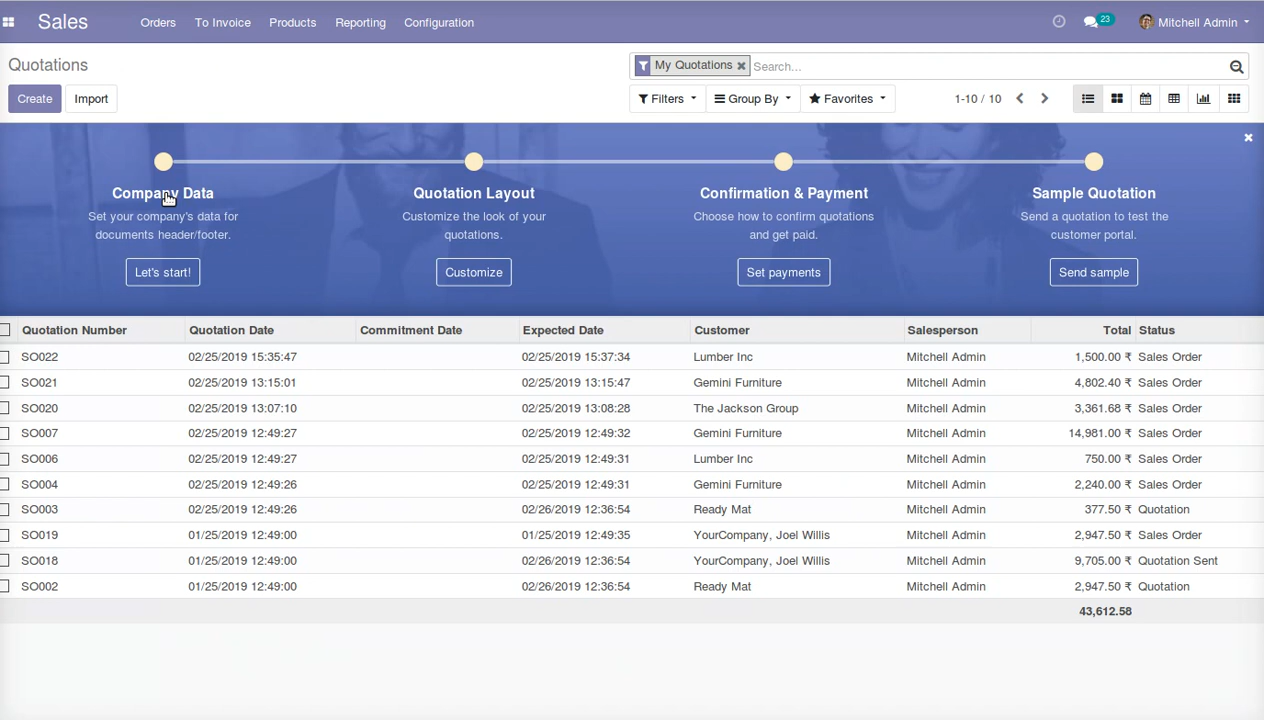 Sales Orders To Invoice Products Reporting Configuration 23 Mitchell Admin
Quotations
My Quotations Search...
Create Import Filters Group By Favorites 1-10 / 10
Company Data Quotation Layout Confirmation & Payment Sample Quotation
Set your company's data for Customize the look of your Choose how to confirm quotations Send a quotation to test the
documents header/footer. quotations. and get paid. customer portal.
Let's start! Customize Set payments Send sample
Quotation Number Quotation Date Commitment Date Expected Date Customer Salesperson Total Status
SO022 02/25/2019 15:35:47 02/25/2019 15:37:34 Lumber Inc Mitchell Admin 1,500.00 ₹ Sales Order
SO021 02/25/2019 13:15:01 02/25/2019 13:15:47 Gemini Furniture Mitchell Admin 4,802.40 ₹ Sales Order
SO020 02/25/2019 13:07:10 02/25/2019 13:08:28 The Jackson Group Mitchell Admin 3,361.68 ₹ Sales Order
SO007 02/25/2019 12:49:27 02/25/2019 12:49:32 Gemini Furniture Mitchell Admin 14,981.00 ₹ Sales Order
SO006 02/25/2019 12:49:27 02/25/2019 12:49:31 Lumber Inc Mitchell Admin 750.00 ₹ Sales Order
SO004 02/25/2019 12:49:26 02/25/2019 12:49:31 Gemini Furniture Mitchell Admin 2,240.00 ₹ Sales Order
SO003 02/25/2019 12:49:26 02/26/2019 12:36:54 Ready Mat Mitchell Admin 377.50 ₹ Quotation
SO019 01/25/2019 12:49:00 01/25/2019 12:49:35 YourCompany, Joel Willis Mitchell Admin 2,947.50 ₹ Sales Order
SO018 01/25/2019 12:49:00 02/26/2019 12:36:54 YourCompany, Joel Willis Mitchell Admin 9,705.00 ₹ Quotation Sent
SO002 01/25/2019 12:49:00 02/26/2019 12:36:54 Ready Mat Mitchell Admin 2,947.50 ₹ Quotation
43,612.58